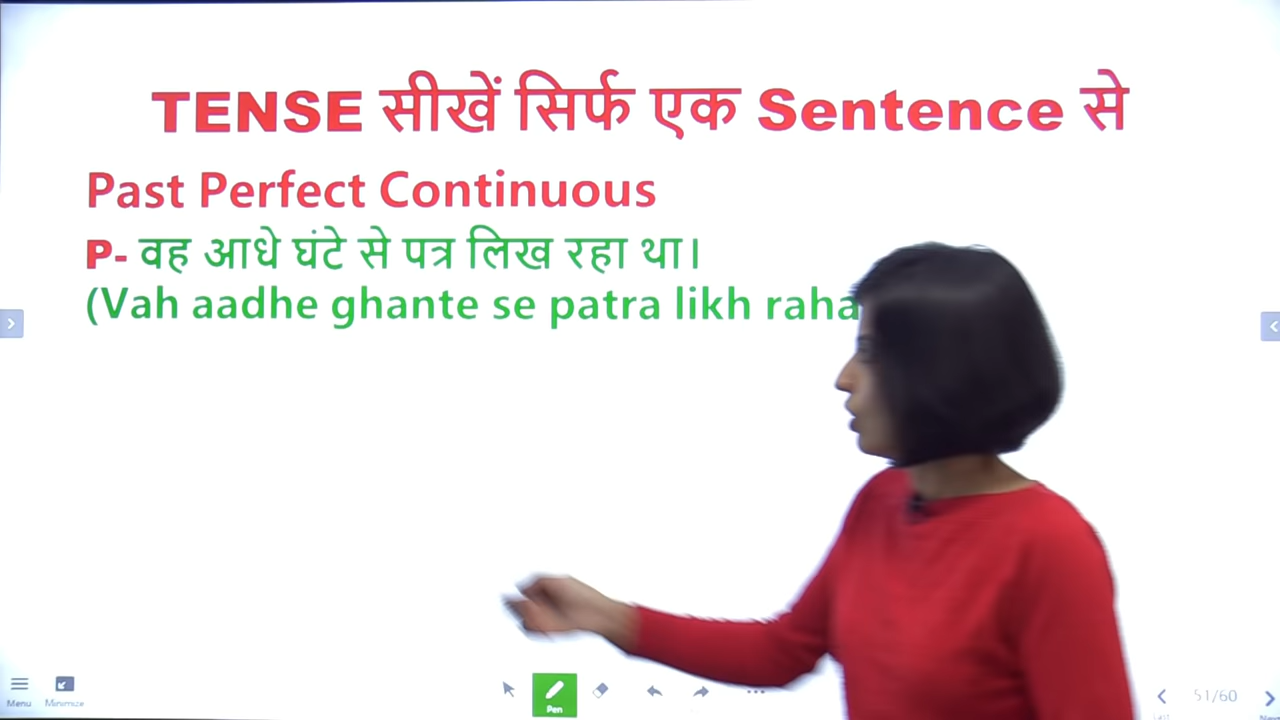 TENSE सीखें सिर्फ एक Sentence से
Past Perfect Continuous
P- वह आधे घंटे से पत्र लिख रहा था।
(Vah aadhe ghante se patra likh raha
Menu
Minimize
Pen
51/60